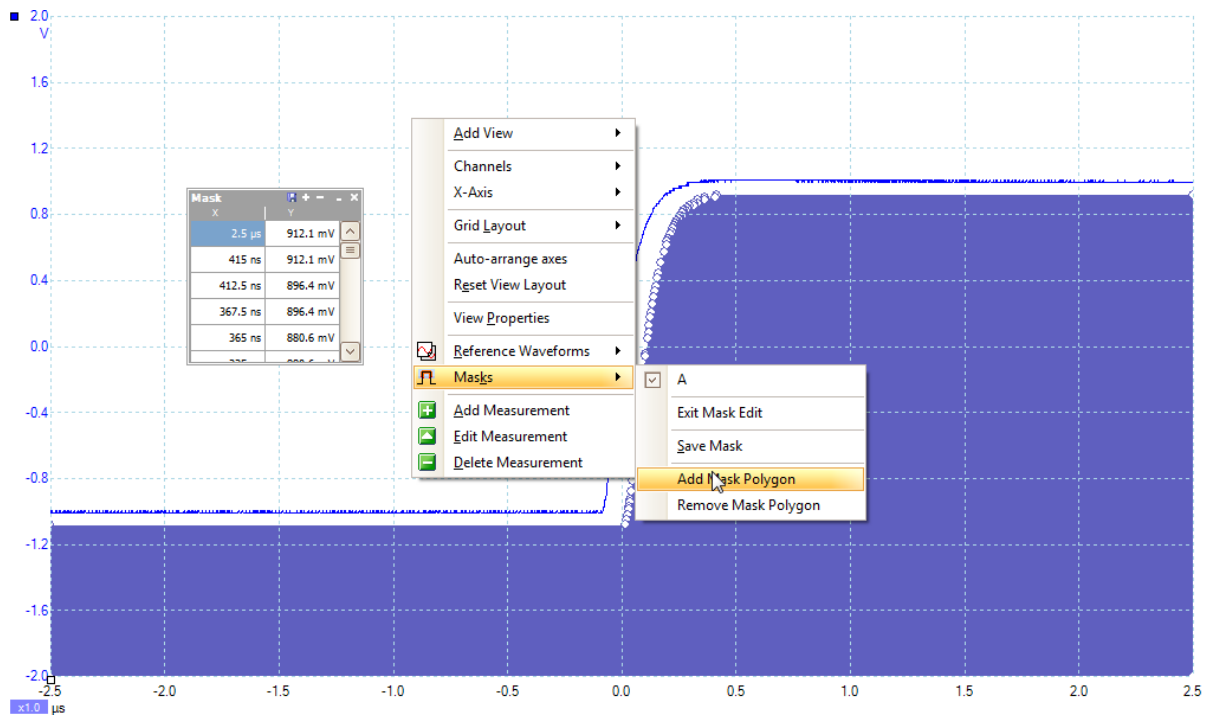 2.0
V
1.6
1.2
0.8
0.4
0.0
-0.4
-0.8
-1.2
-1.6
-2.0
Mask
X Y
2.5 µs 912.1 mV
415 ns 912.1 mV
412.5 ns 896.4 mV
367.5 ns 896.4 mV
365 ns 880.6 mV
Add View
Channels
X-Axis
Grid Layout
Auto-arrange axes
Reset View Layout
View Properties
Reference Waveforms
Masks
Add Measurement
Edit Measurement
Delete Measurement
A
Exit Mask Edit
Save Mask
Add Mask Polygon
Remove Mask Polygon
-2.5 -2.0 -1.5 -1.0 -0.5 0.0 0.5 1.0 1.5 2.0 2.5
x1.0 µs